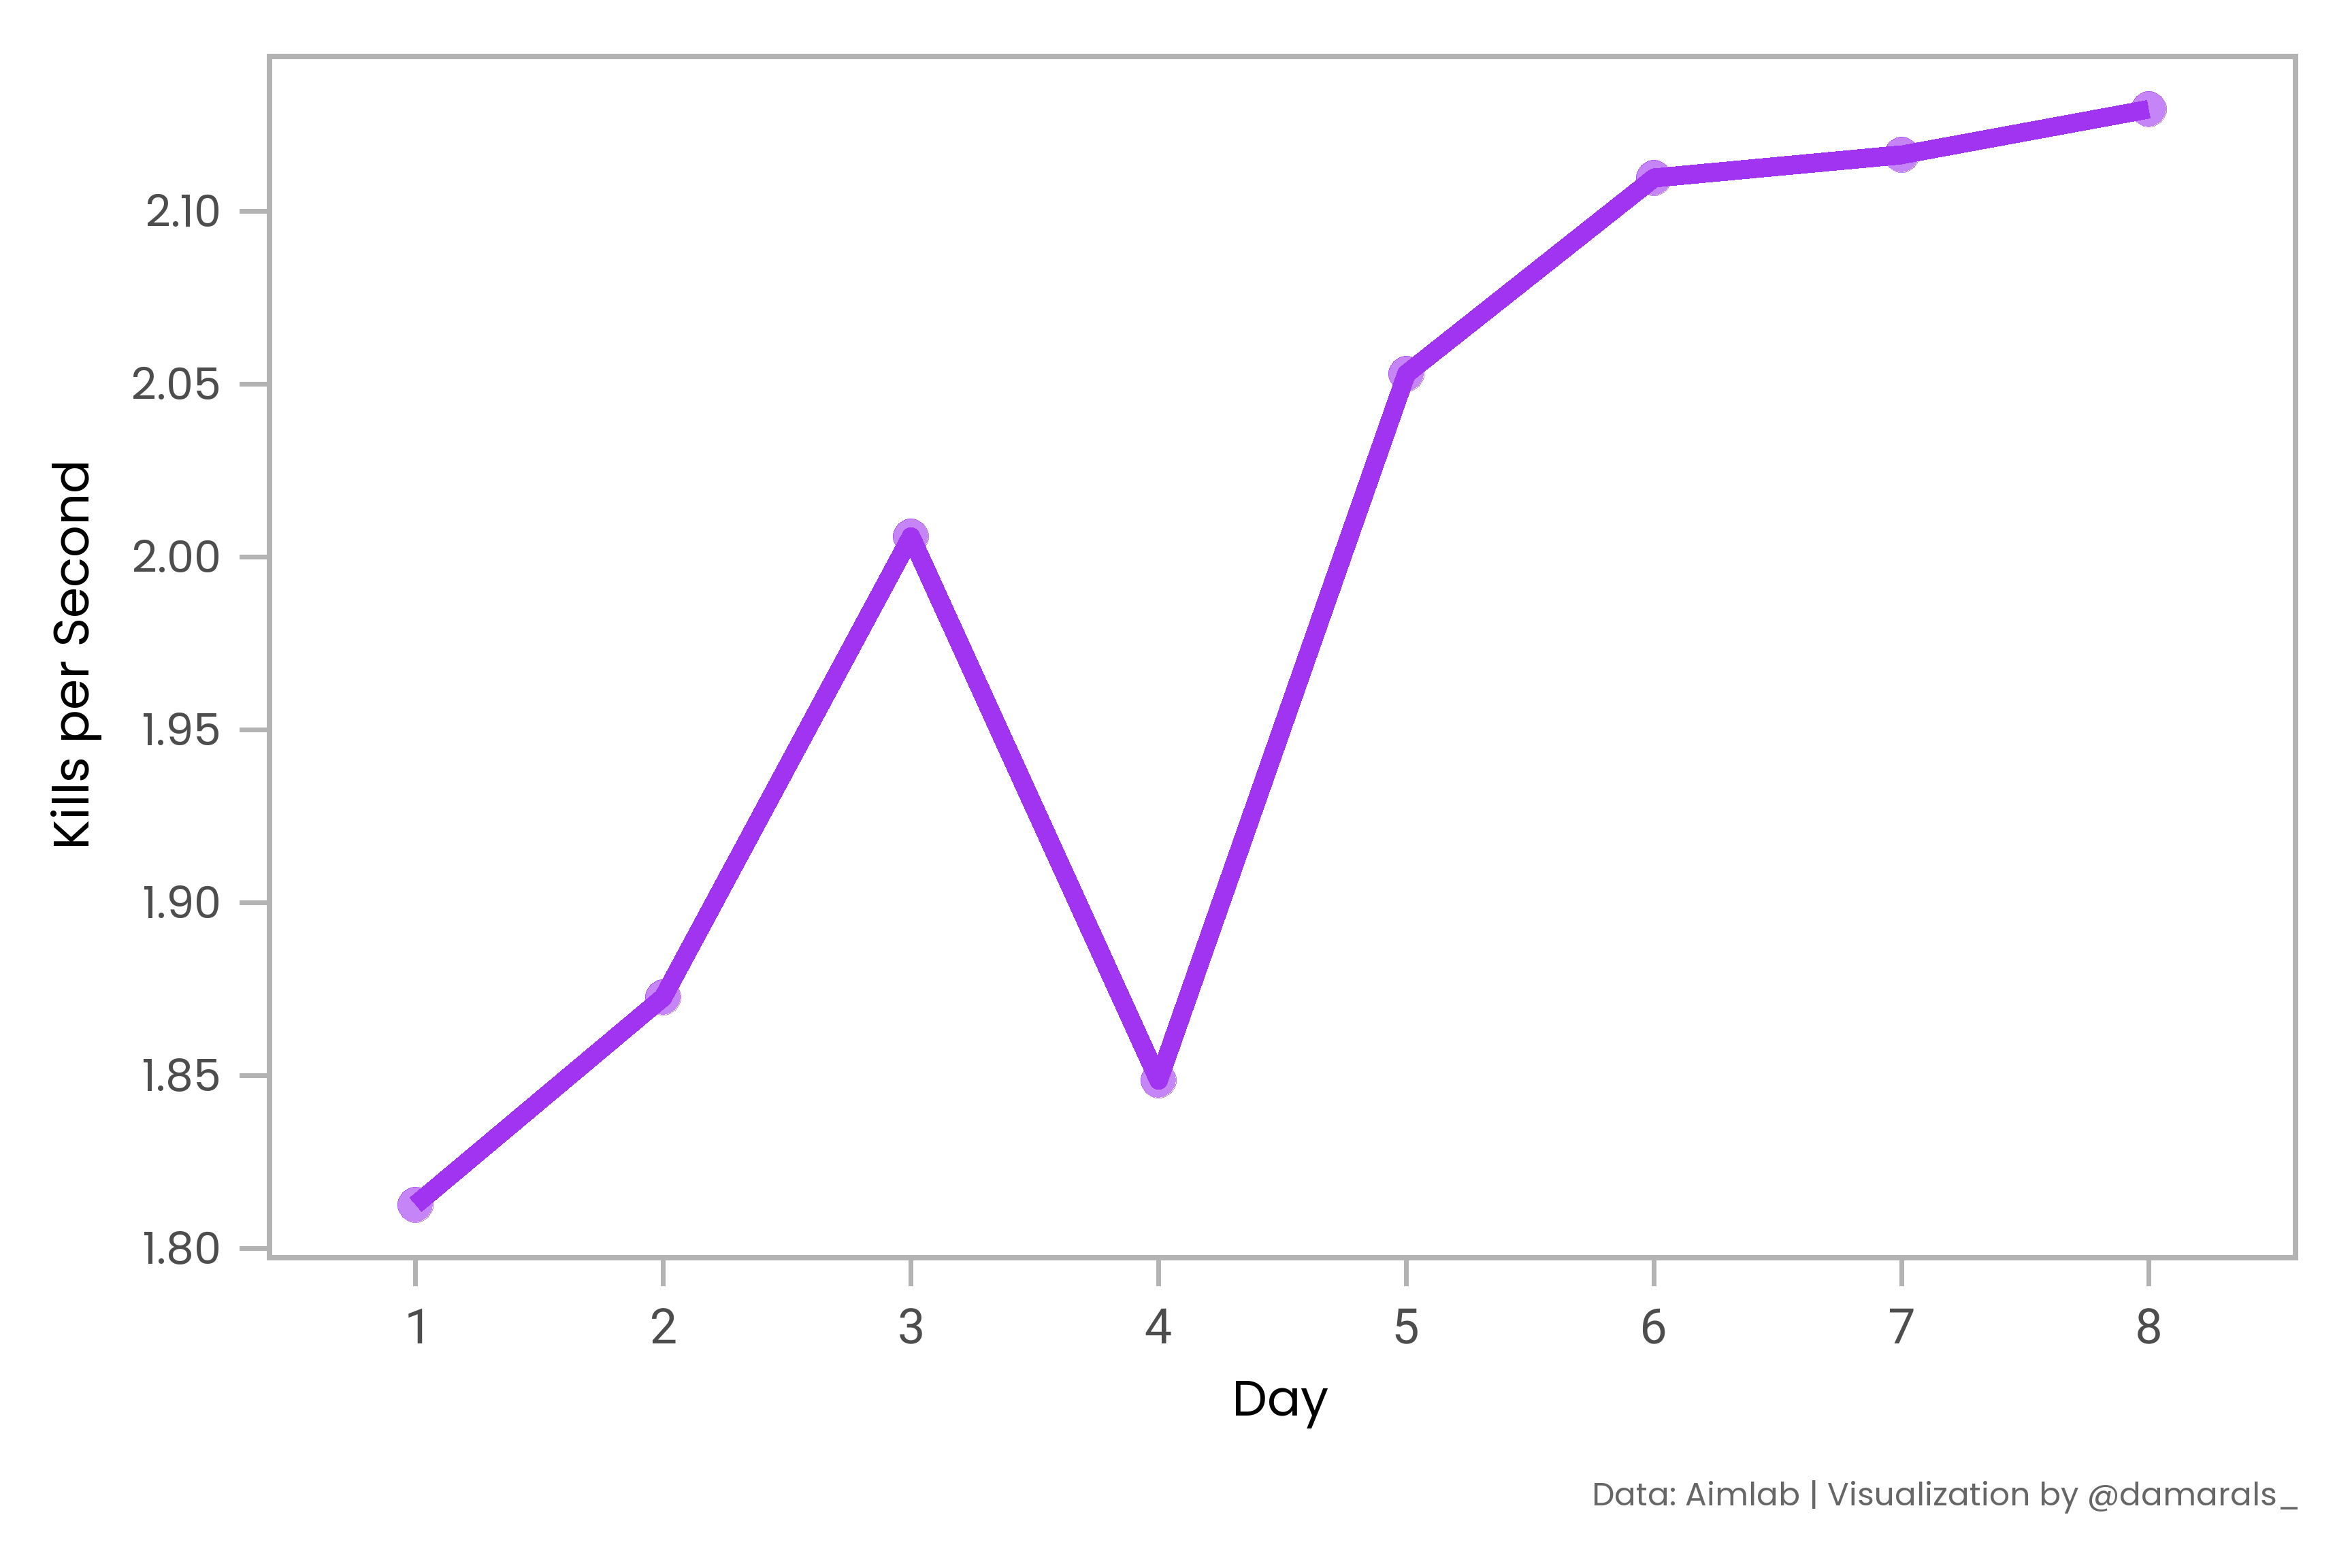 Kills per Second
2.10
2.05
2.00
1.95
1.90
1.85
1.80
1 2 3 4 5 6 7 8
Day
Data: Aimlab | Visualization by @damarals_